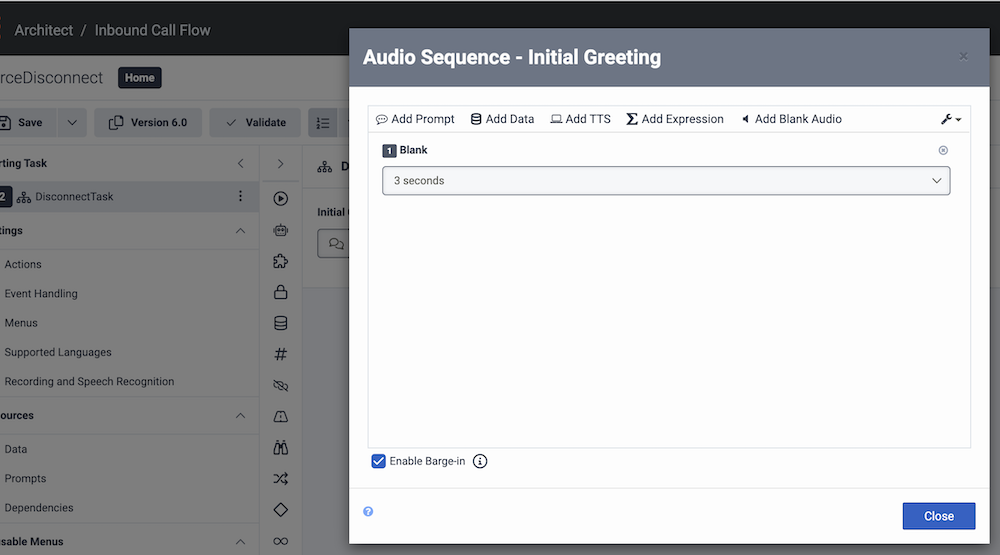 Architect / Inbound Call Flow
rceDisconnect Home
Save Version 6.0 Validate
rting Task
2 DisconnectTask
ings
Actions
Event Handling
Menus
Supported Languages
Recording and Speech Recognition
ources
Data
Prompts
Dependencies
usable Menus
D
Initial
Audio Sequence - Initial Greeting
Add Prompt Add Data Add TTS Add Expression Add Blank Audio
1 Blank
3 seconds
Enable Barge-in
Close